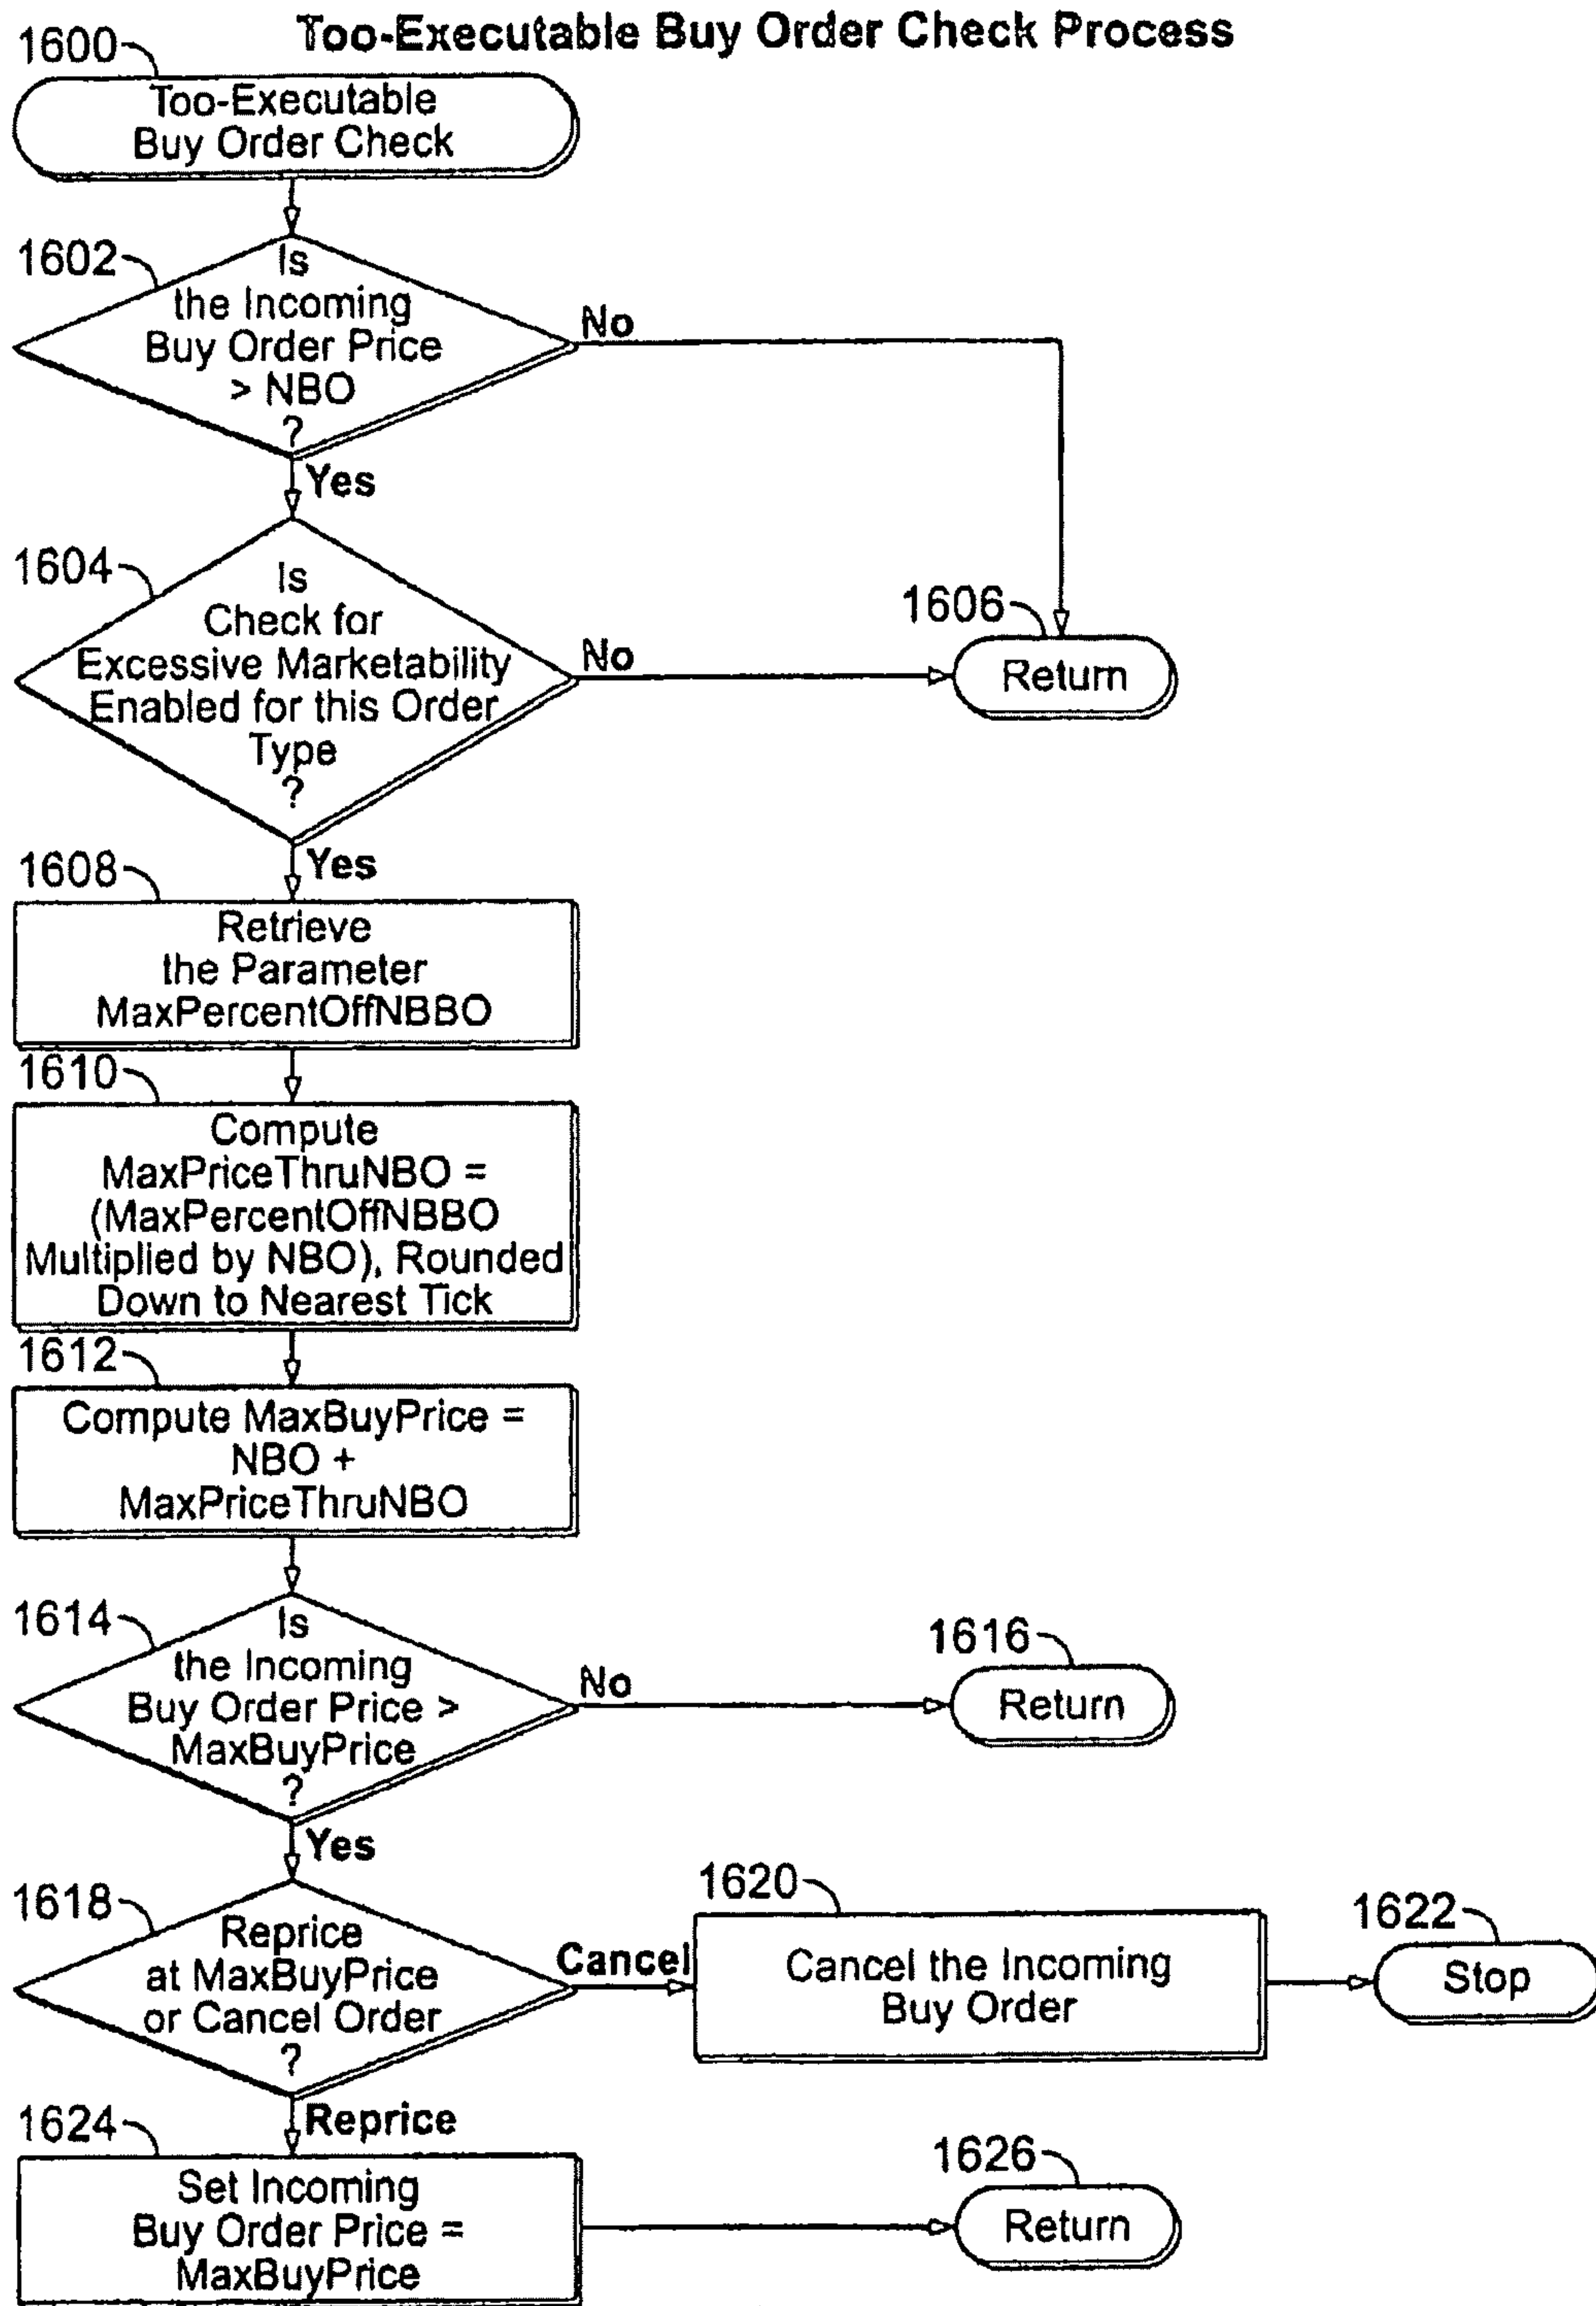 Too-Executable Buy Order Check Process
1600
Too-Executable
Buy Order Check
1602
Is
the Incoming
Buy Order Price
> NBO
?
No
Yes
1604
Is
Check for
Excessive Marketability
Enabled for this Order
Type
?
No
1606
Return
Yes
1608
Retrieve
the Parameter
MaxPercentOffNBBO
1610
Compute
MaxPriceThruNBO =
(MaxPercentOffNBBO
Multiplied by NBO), Rounded
Down to Nearest Tick
1612
Compute MaxBuyPrice =
NBO +
MaxPriceThruNBO
1614
Is
the Incoming
Buy Order Price >
MaxBuyPrice
?
No
1616
Return
Yes
1618
Reprice
at MaxBuyPrice
or Cancel Order
?
Cancel
1620
Cancel the Incoming
Buy Order
1622
Stop
Reprice
1624
Set Incoming
Buy Order Price =
MaxBuyPrice
1626
Return